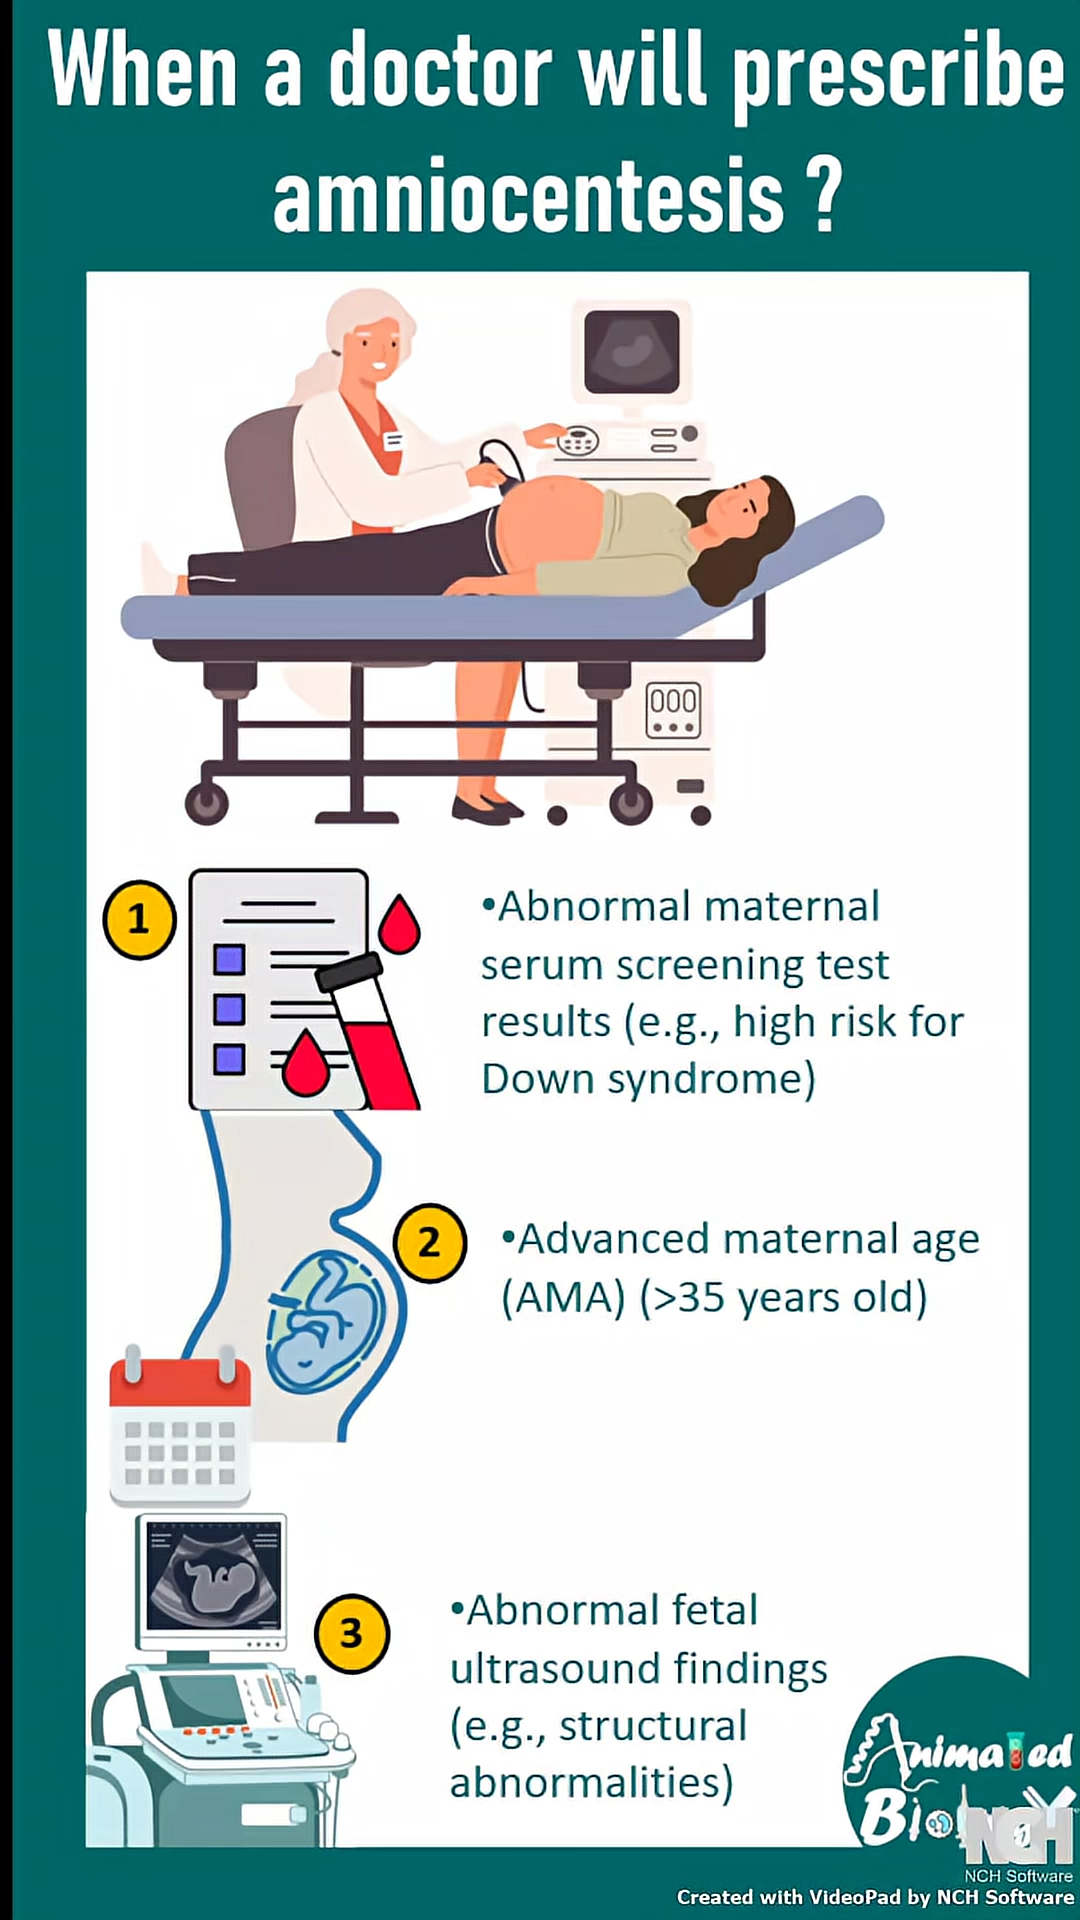 When a doctor will prescribe
amniocentesis ?
1
•Abnormal maternal
serum screening test
results (e.g., high risk for
Down syndrome)
2
•Advanced maternal age
(AMA) (>35 years old)
3
•Abnormal fetal
ultrasound findings
(e.g., structural
abnormalities)
Animated
NCH
NCH Software
Created with VideoPad by NCH Software